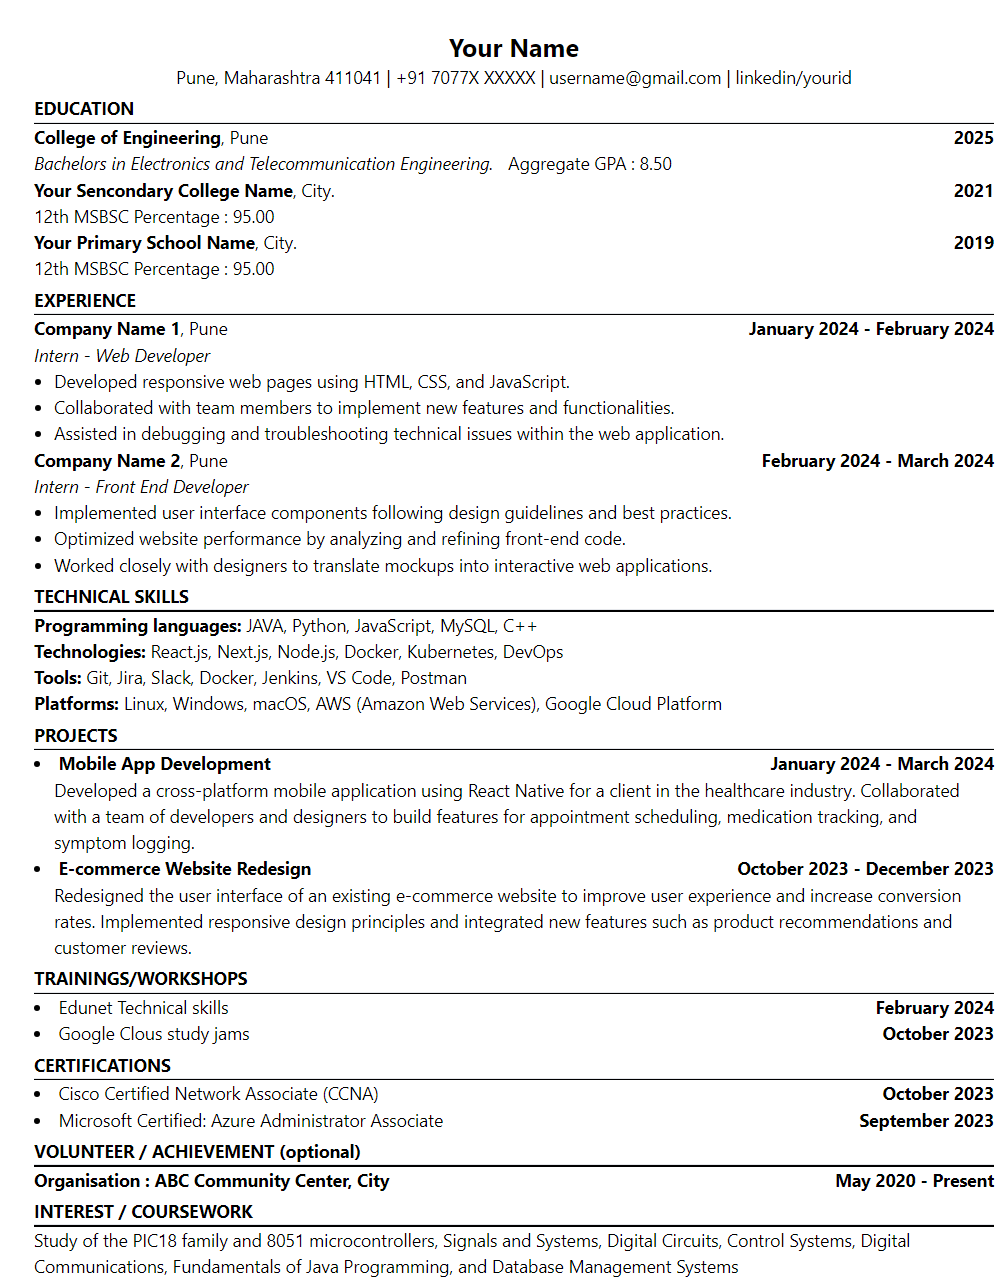 Your Name
Pune, Maharashtra 411041 | +91 7077X XXXXX | username@gmail.com | linkedin/yourid
EDUCATION
College of Engineering, Pune 2025
Bachelors in Electronics and Telecommunication Engineering. Aggregate GPA : 8.50
Your Sencondary College Name, City. 2021
12th MSBSC Percentage : 95.00
Your Primary School Name, City. 2019
12th MSBSC Percentage : 95.00
EXPERIENCE
Company Name 1, Pune January 2024 - February 2024
Intern - Web Developer
• Developed responsive web pages using HTML, CSS, and JavaScript.
• Collaborated with team members to implement new features and functionalities.
• Assisted in debugging and troubleshooting technical issues within the web application.
Company Name 2, Pune February 2024 - March 2024
Intern - Front End Developer
• Implemented user interface components following design guidelines and best practices.
• Optimized website performance by analyzing and refining front-end code.
• Worked closely with designers to translate mockups into interactive web applications.
TECHNICAL SKILLS
Programming languages: JAVA, Python, JavaScript, MySQL, C++
Technologies: React.js, Next.js, Node.js, Docker, Kubernetes, DevOps
Tools: Git, Jira, Slack, Docker, Jenkins, VS Code, Postman
Platforms: Linux, Windows, macOS, AWS (Amazon Web Services), Google Cloud Platform
PROJECTS
• Mobile App Development January 2024 - March 2024
Developed a cross-platform mobile application using React Native for a client in the healthcare industry. Collaborated
with a team of developers and designers to build features for appointment scheduling, medication tracking, and
symptom logging.
• E-commerce Website Redesign October 2023 - December 2023
Redesigned the user interface of an existing e-commerce website to improve user experience and increase conversion
rates. Implemented responsive design principles and integrated new features such as product recommendations and
customer reviews.
TRAININGS/WORKSHOPS
• Edunet Technical skills February 2024
• Google Clous study jams October 2023
CERTIFICATIONS
• Cisco Certified Network Associate (CCNA) October 2023
• Microsoft Certified: Azure Administrator Associate September 2023
VOLUNTEER / ACHIEVEMENT (optional)
Organisation : ABC Community Center, City May 2020 - Present
INTEREST / COURSEWORK
Study of the PIC18 family and 8051 microcontrollers, Signals and Systems, Digital Circuits, Control Systems, Digital
Communications, Fundamentals of Java Programming, and Database Management Systems